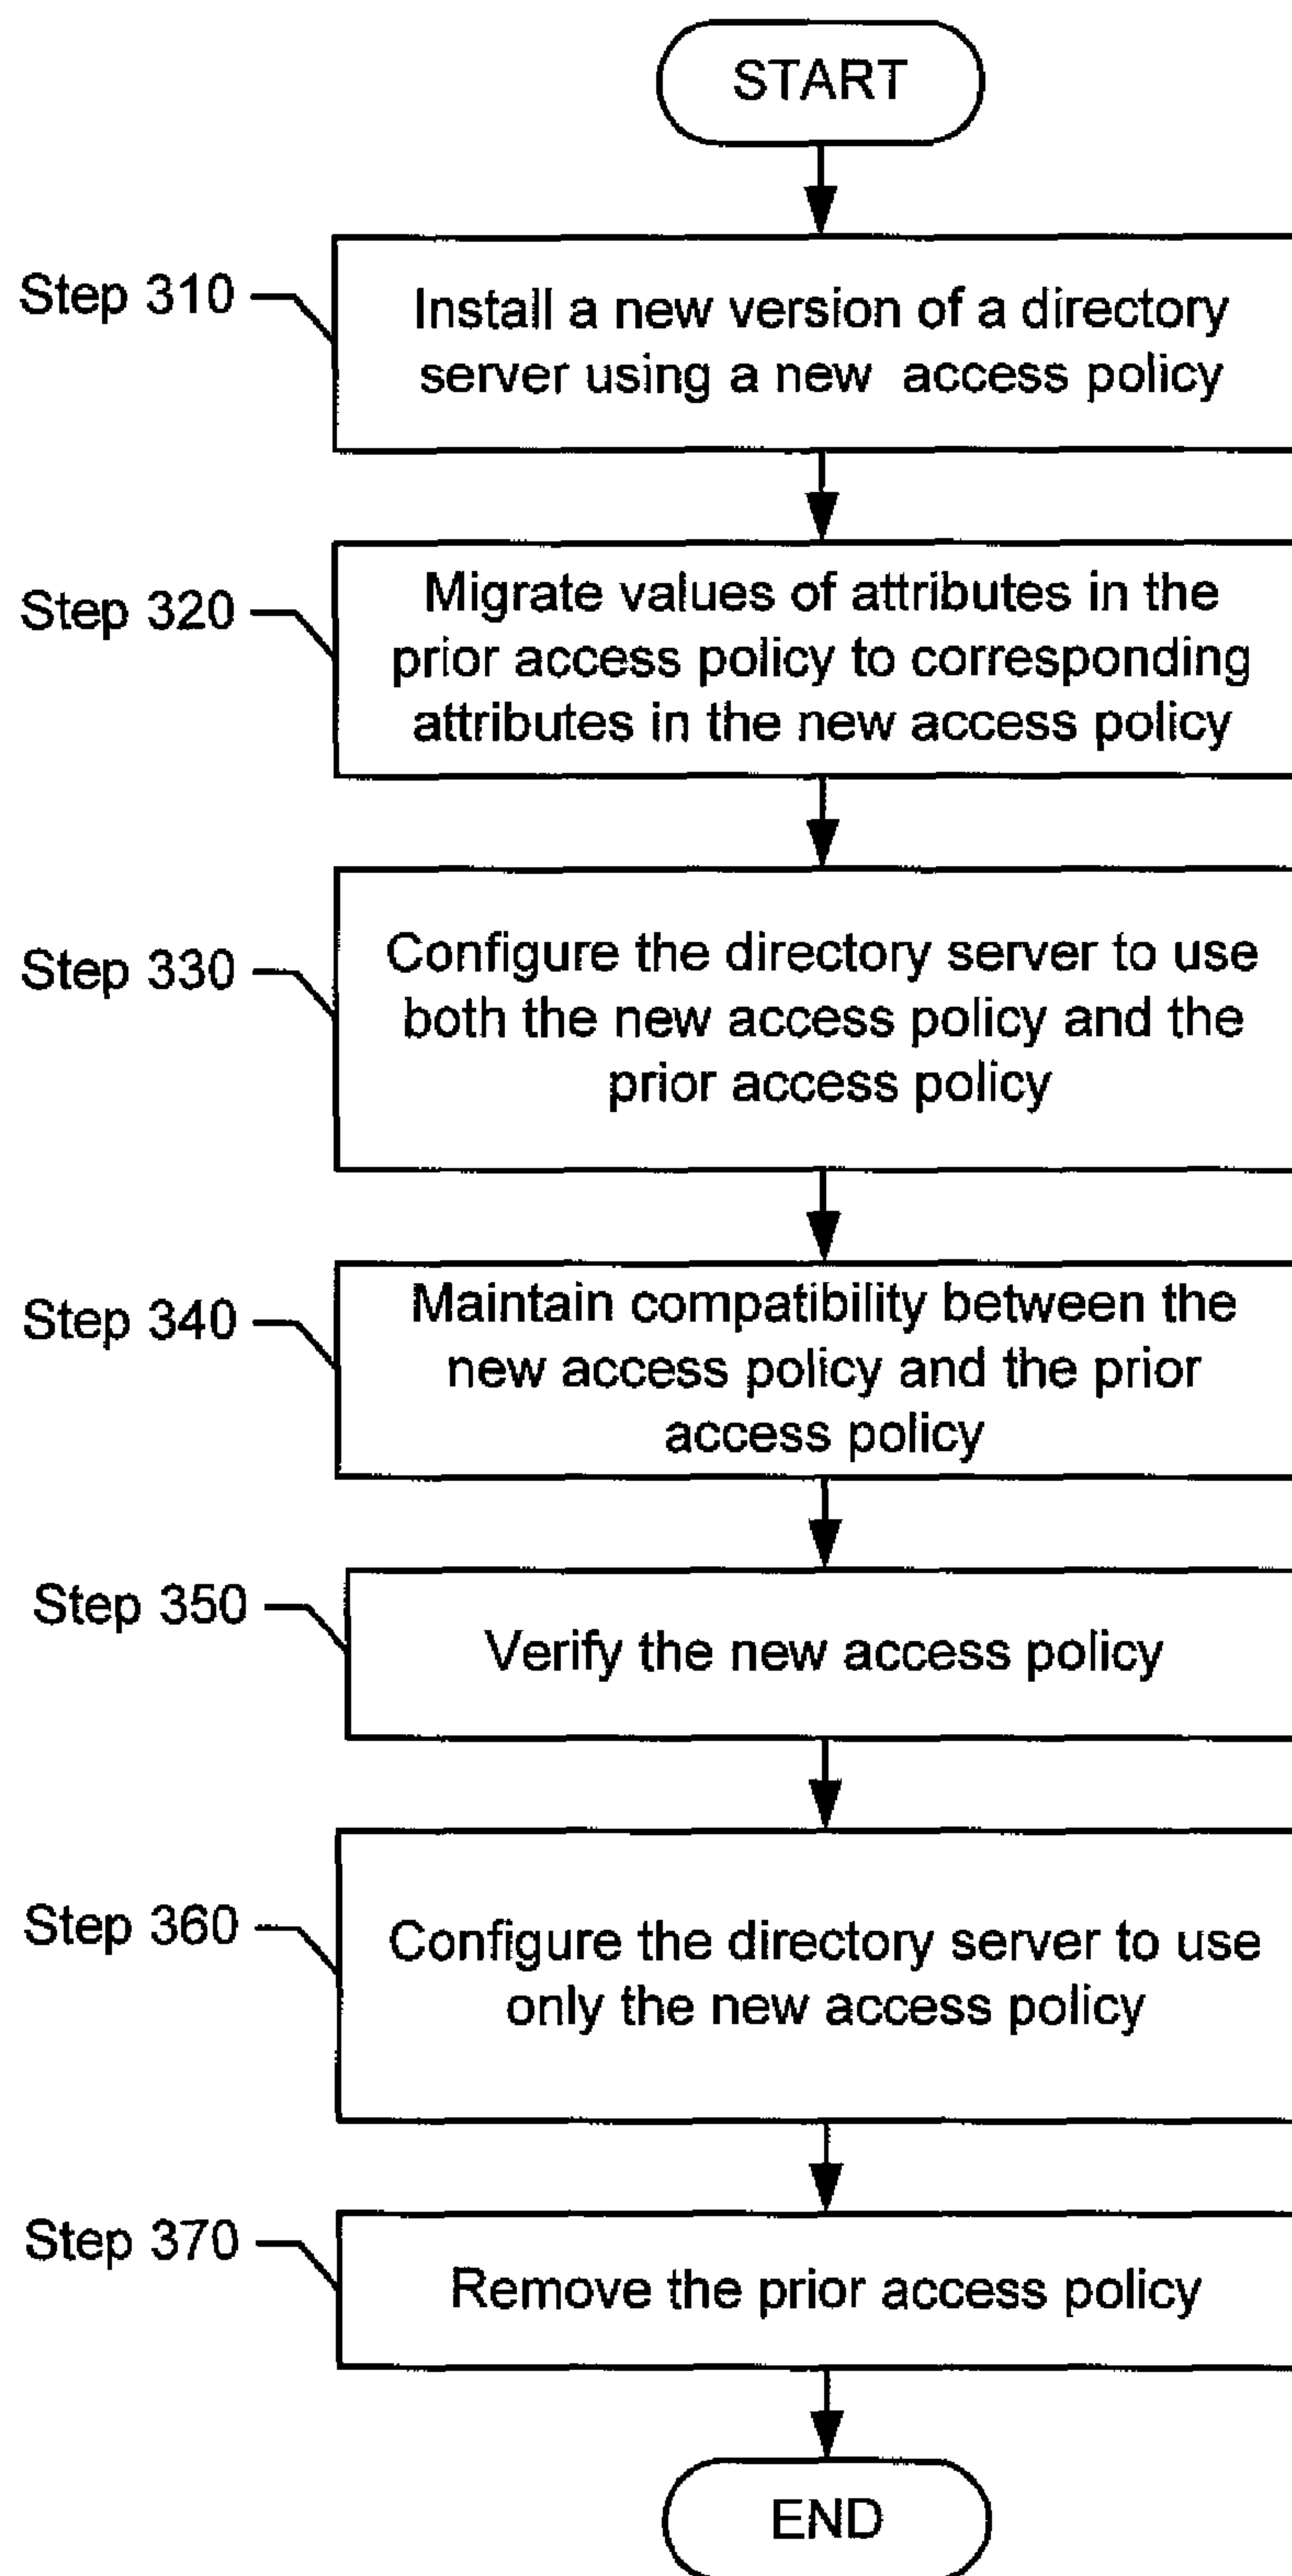 START
Step 310
Install a new version of a directory
server using a new access policy
Step 320
Migrate values of attributes in the
prior access policy to corresponding
attributes in the new access policy
Step 330
Configure the directory server to use
both the new access policy and the
prior access policy
Step 340
Maintain compatibility between the
new access policy and the prior
access policy
Step 350
Verify the new access policy
Step 360
Configure the directory server to use
only the new access policy
Step 370
Remove the prior access policy
END